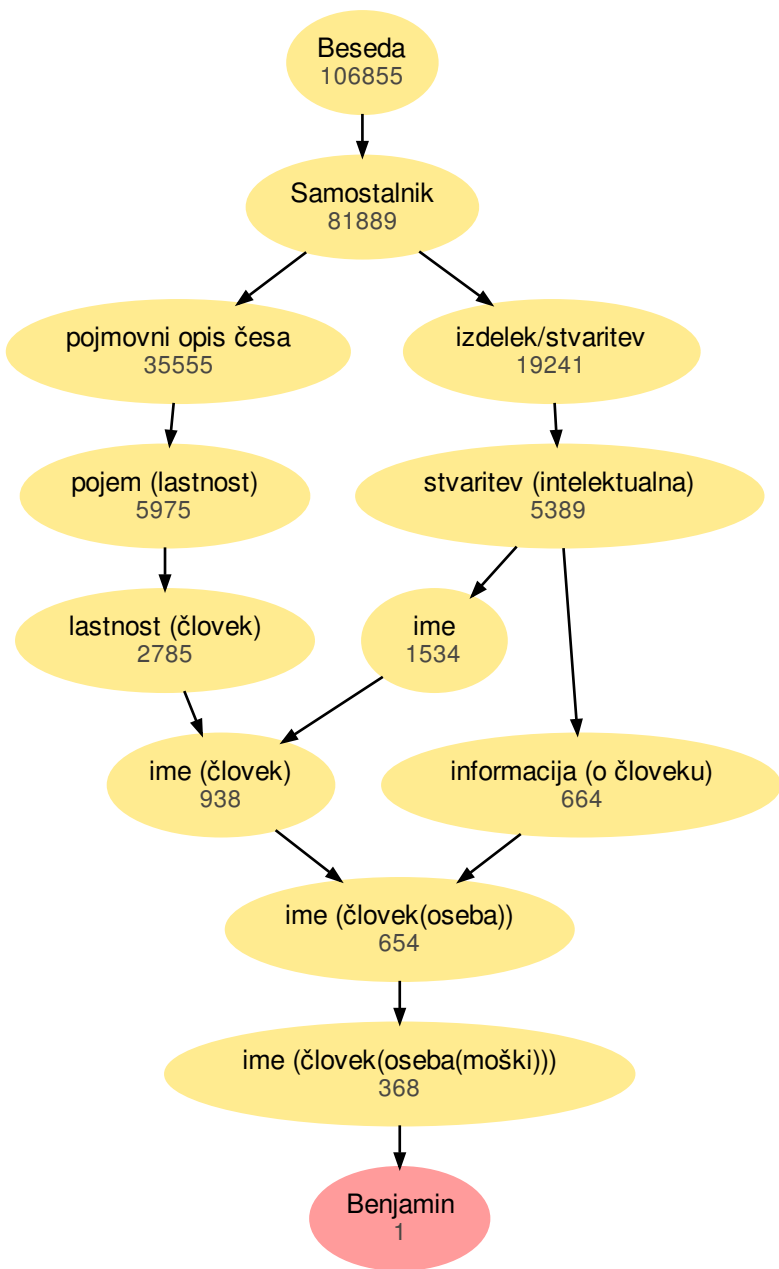 Beseda
106855
Samostalnik
81889
pojmovni opis česa
35555
izdelek/stvaritev
19241
pojem (lastnost)
5975
stvaritev (intelektualna)
5389
lastnost (človek)
2785
ime
1534
ime (človek)
938
informacija (o človeku)
664
ime (človek(oseba))
654
ime (človek(oseba(moški)))
368
Benjamin
1